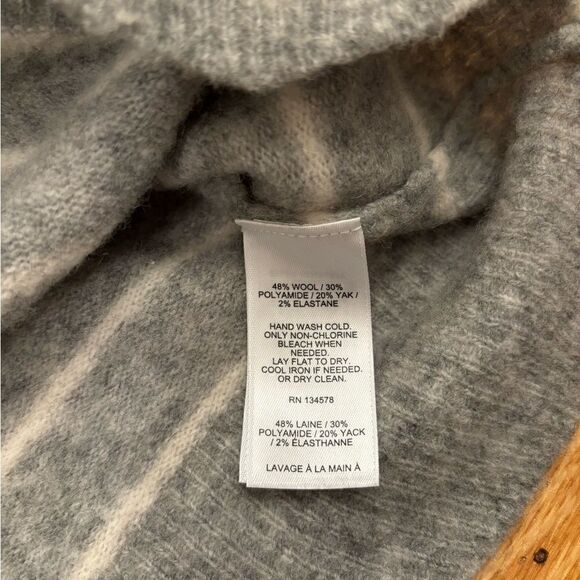 48% WOOL / 30%
POLYAMIDE / 20% YAK /
2% ELASTANE
HAND WASH COLD.
ONLY NON-CHLORINE
BLEACH WHEN
NEEDED.
LAY FLAT TO DRY.
COOL IRON IF NEEDED.
OR DRY CLEAN.
RN 134578
48% LAINE / 30%
POLYAMIDE / 20% YACK
/ 2% ÉLASTHANNE
LAVAGE À LA MAIN À